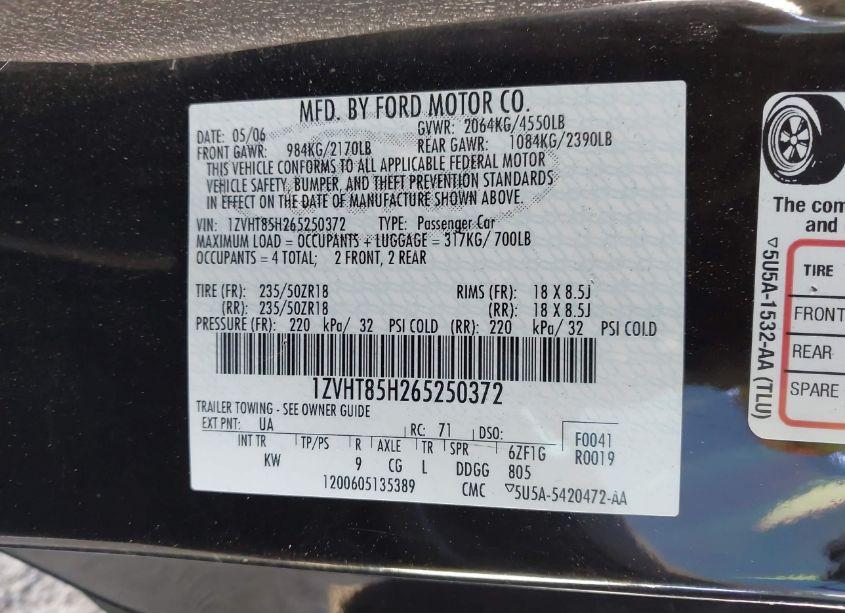 MFD. BY FORD MOTOR CO.
DATE: 05/06 GVWR: 2064KG/4550LB
FRONT GAWR: 984KG/2170LB REAR GAWR: 1084KG/2390LB
THIS VEHICLE CONFORMS TO ALL APPLICABLE FEDERAL MOTOR
VEHICLE SAFETY, BUMPER, AND THEFT PREVENTION STANDARDS
IN EFFECT ON THE DATE OF MANUFACTURE SHOWN ABOVE.
VIN: 1ZVHT85H265250372 TYPE: Passenger Car
MAXIMUM LOAD = OCCUPANTS + LUGGAGE = 317KG/ 700LB
OCCUPANTS = 4 TOTAL; 2 FRONT, 2 REAR
TIRE (FR): 235/50ZR18 RIMS (FR): 18 X 8.5J
(RR): 235/50ZR18 (RR): 18 X 8.5J
PRESSURE (FR): 220 kPa/ 32 PSI COLD (RR): 220 kPa/ 32 PSI COLD
1ZVHT85H265250372
TRAILER TOWING - SEE OWNER GUIDE
EXT PNT: UA RC: 71 DSO:
INT TR TP/PS R AXLE TR SPR 6ZF1G F0041
KW 9 CG L DDGG 805 R0019
1200605135389 CMC ▽5U5A-5420472-AA
The com
and
▽5U5A-1532-AA (TLU)
TIRE
FRONT
REAR
SPARE